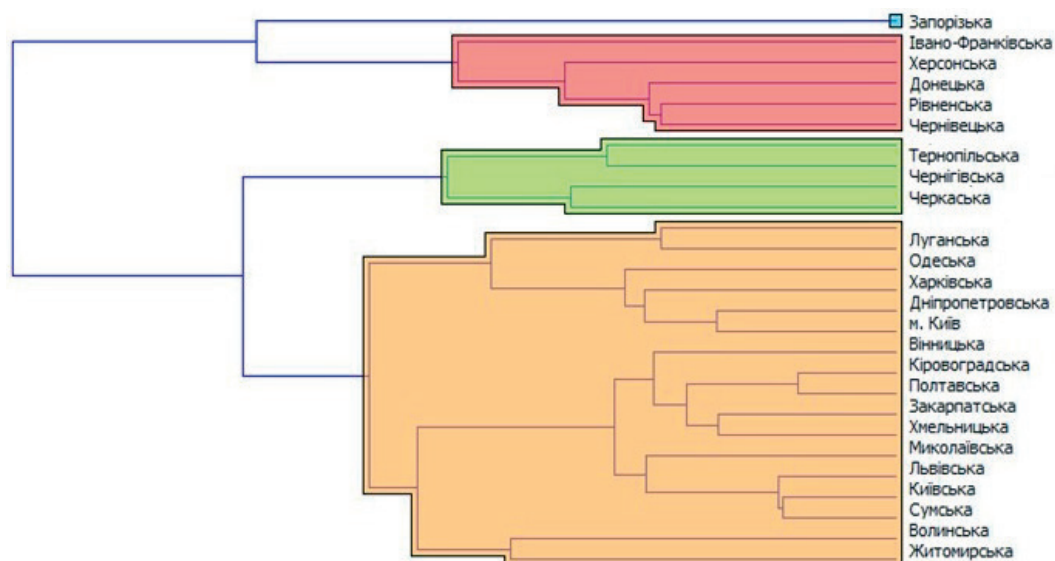 Запорізька
Івано-Франківська
Херсонська
Донецька
Рівненська
Чернівецька
Тернопільська
Чернігівська
Черкаська
Луганська
Одеська
Харківська
Дніпропетровська
м. Київ
Вінницька
Кіровоградська
Полтавська
Закарпатська
Хмельницька
Миколаївська
Львівська
Київська
Сумська
Волинська
Житомирська